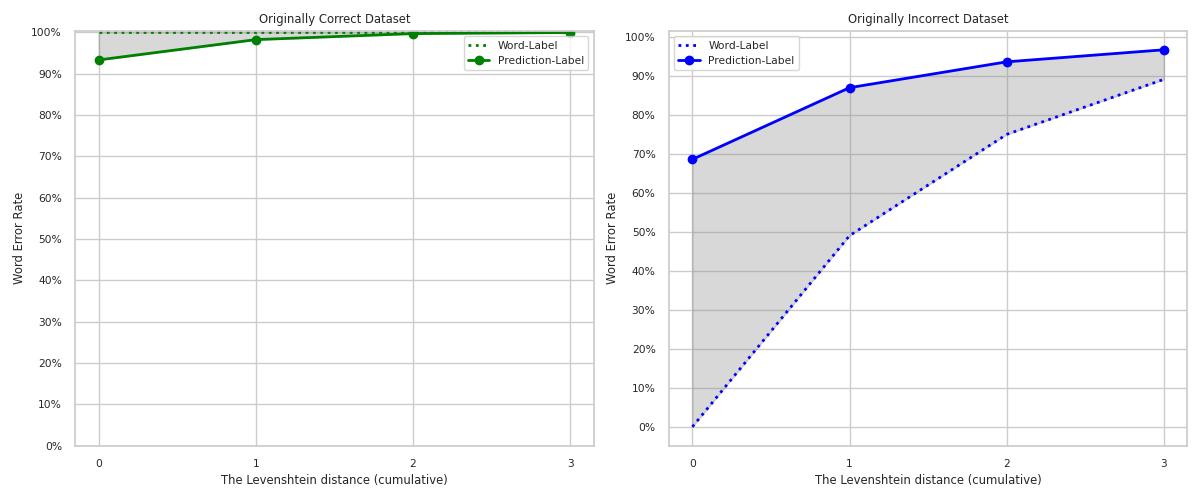 Originally Correct Dataset
100%
90%
80%
70%
60%
50%
40%
30%
20%
10%
0%
Word Error Rate
Word-Label
Prediction-Label
0 1 2 3
The Levenshtein distance (cumulative)
Originally Incorrect Dataset
100%
90%
80%
70%
60%
50%
40%
30%
20%
10%
0%
Word Error Rate
Word-Label
Prediction-Label
0 1 2 3
The Levenshtein distance (cumulative)